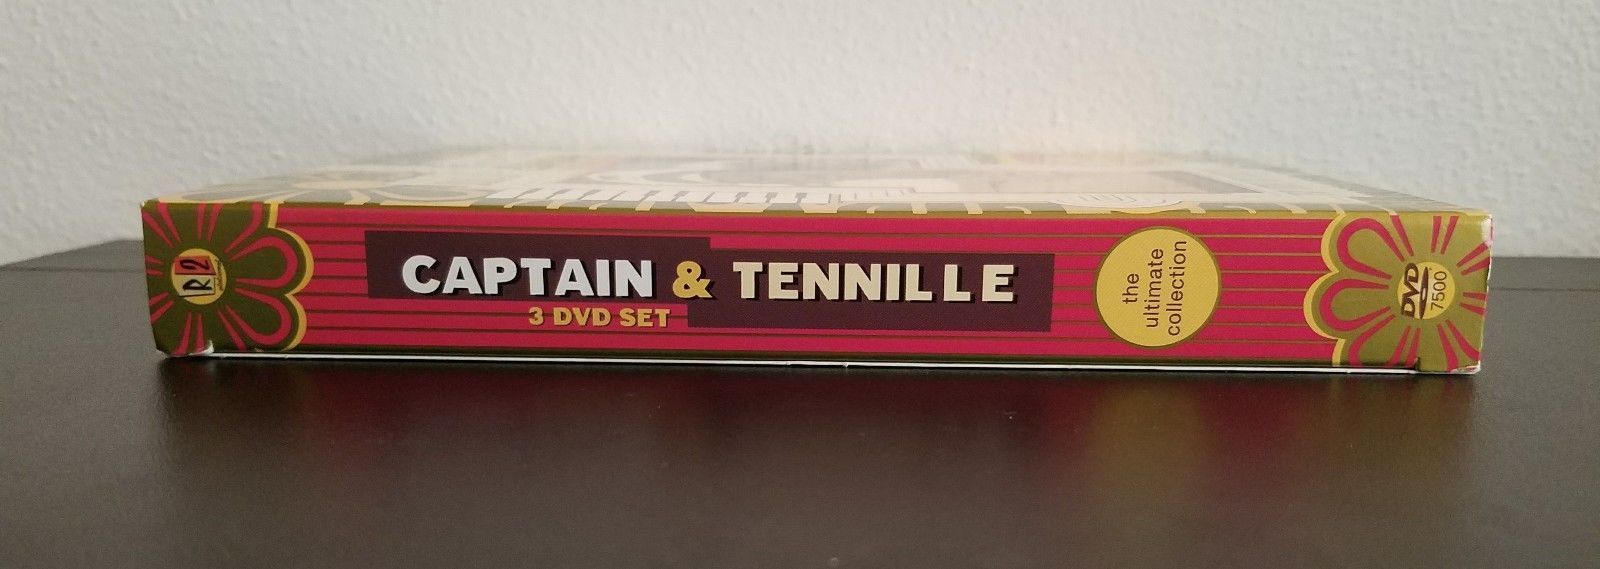 R2
CAPTAIN & TENNILLE
3 DVD SET
the
ultimate
collection
DVD
7500